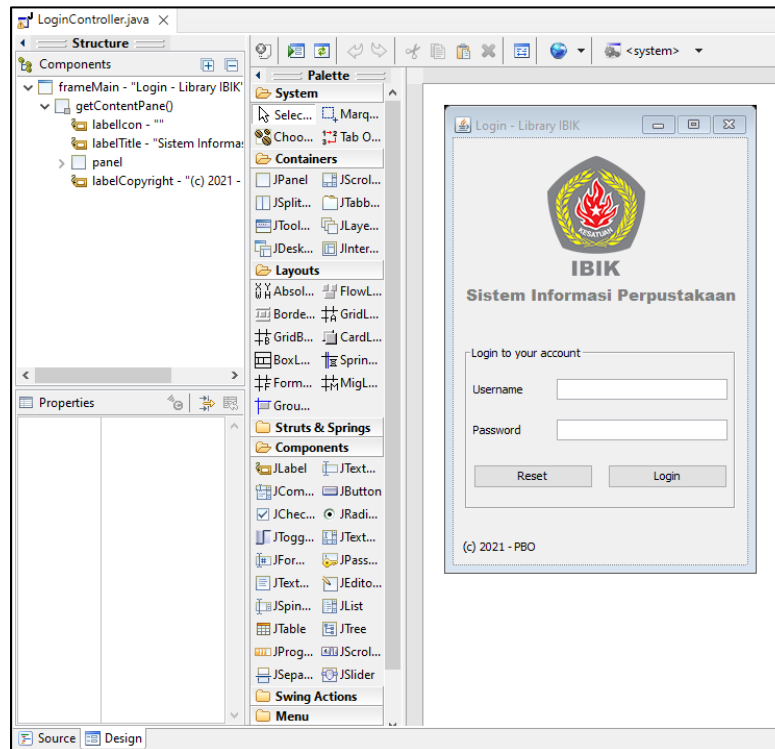 LoginController.java
Structure
Components
frameMain - "Login - Library IBIK"
getContentPane()
labelIcon - ""
labelTitle - "Sistem Informa
panel
labelCopyright - "(c) 2021 -
Properties
<system>
Palette
System
Selec... Marq...
Choo... Tab O...
Containers
JPanel JScrol...
JSplit... JTabb...
JTool... JLaye...
JDesk... JInter...
Layouts
Absol... FlowL...
Borde... GridL...
GridB... CardL...
BoxL... Sprin...
Form... MigL...
Grou...
Struts & Springs
Components
JLabel JText...
JCom... JButton
JChec... JRadi...
JTogg... JText...
JFor... JPass...
JText... JEdito...
JSpin... JList
JTable JTree
JProg... JScrol...
JSepa... JSlider
Swing Actions
Menu
Login - Library IBIK
KESATUAN
IBIK
Sistem Informasi Perpustakaan
Login to your account
Username
Password
Reset Login
(c) 2021 - PBO
Source Design